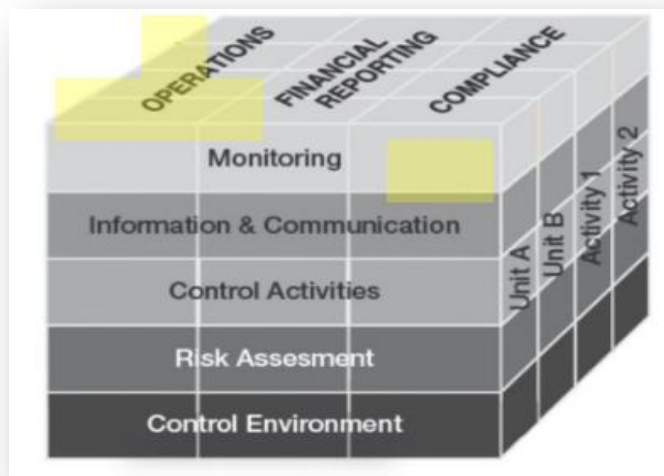 OPERATIONS
FINANCIAL
REPORTING
COMPLIANCE
Monitoring
Information & Communication
Control Activities
Risk Assesment
Control Environment
Unit A
Unit B
Activity 1
Activity 2